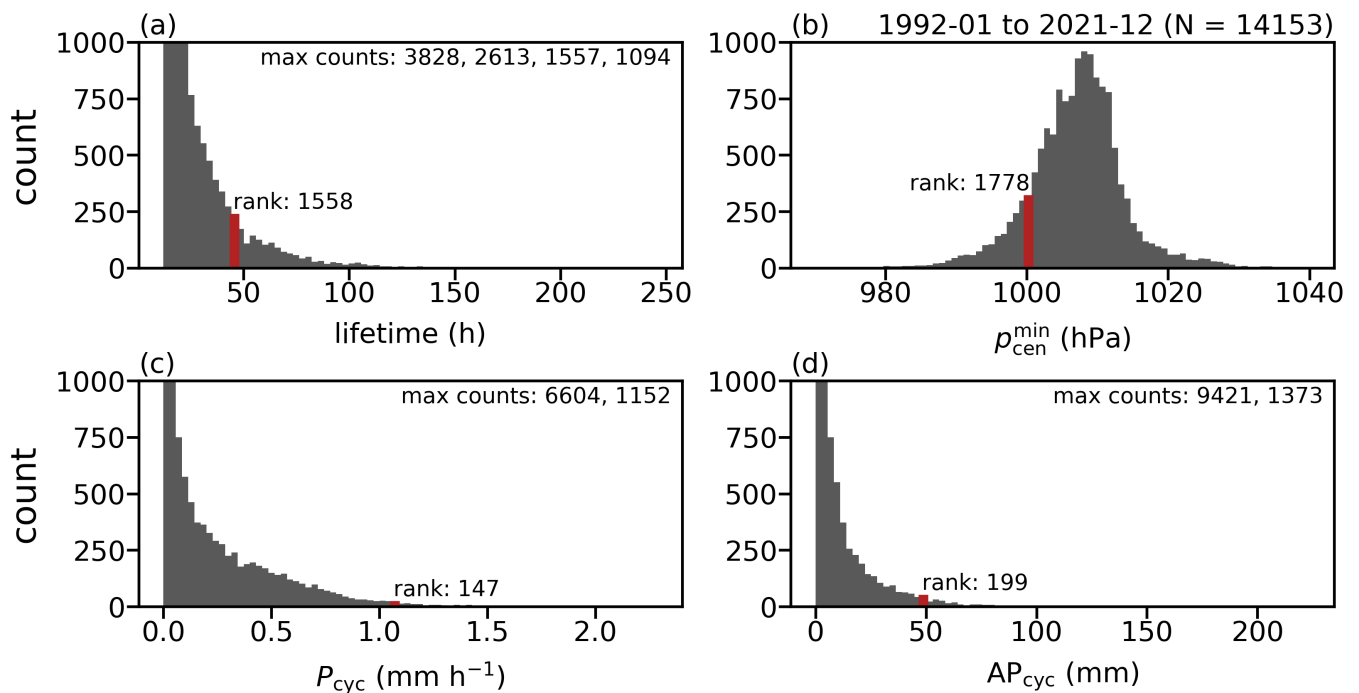 (a)
max counts: 3828, 2613, 1557, 1094
rank: 1558
count
1000
750
500
250
0
50 100 150 200 250
lifetime (h)
(b) 1992-01 to 2021-12 (N = 14153)
rank: 1778
1000
750
500
250
0
980 1000 1020 1040
p_cen^min (hPa)
(c)
max counts: 6604, 1152
rank: 147
count
1000
750
500
250
0
0.0 0.5 1.0 1.5 2.0
P_cyc (mm h⁻¹)
(d)
max counts: 9421, 1373
rank: 199
1000
750
500
250
0
0 50 100 150 200
AP_cyc (mm)